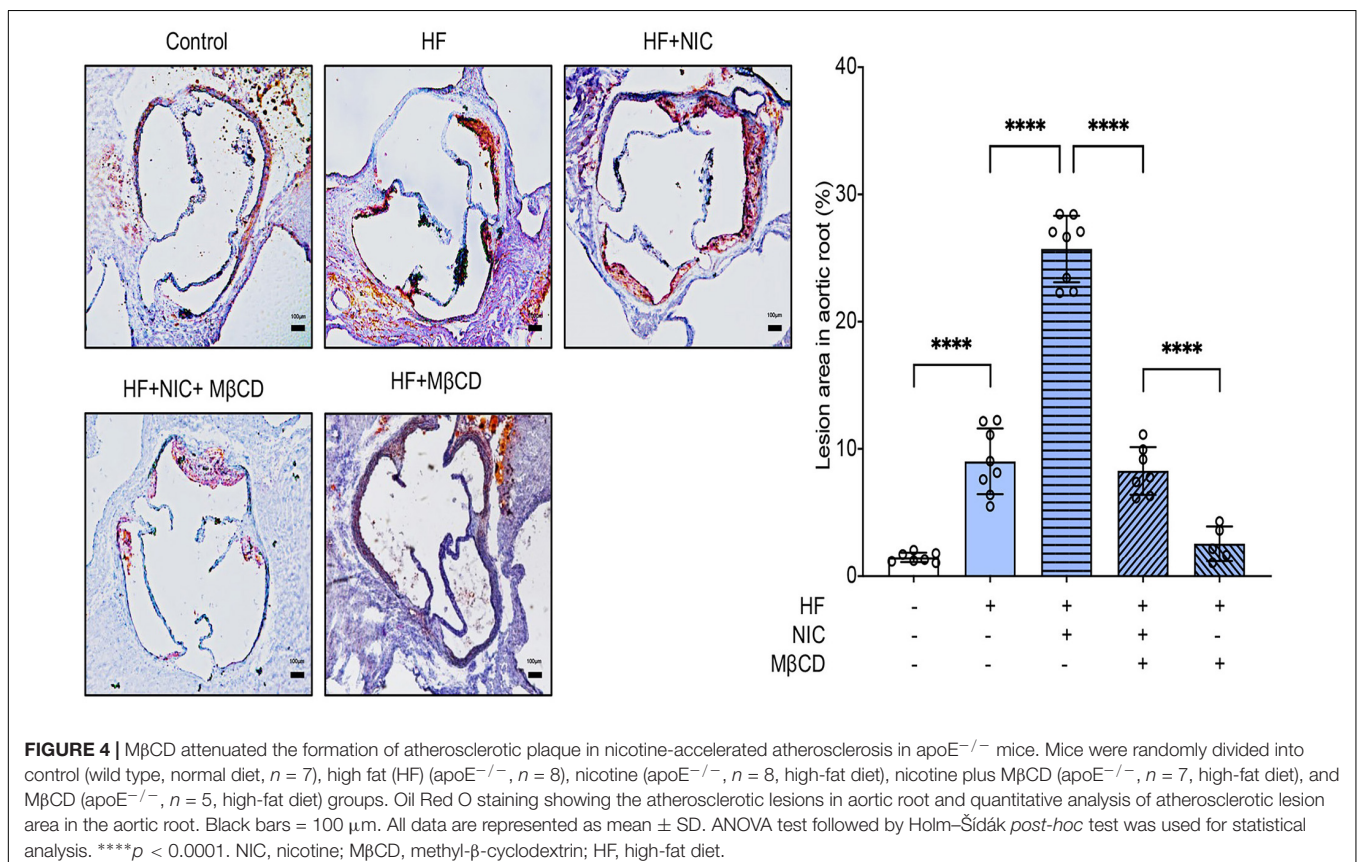 Control
HF
HF+NIC
100μm
100μm
100μm
HF+NIC+ MβCD
HF+MβCD
100μm
100μm
Lesion area in aortic root (%)
40
30
20
10
0
**** ****
**** ****
HF - + + + +
NIC - - + + -
MβCD - - - + +
FIGURE 4 | MβCD attenuated the formation of atherosclerotic plaque in nicotine-accelerated atherosclerosis in apoE−/− mice. Mice were randomly divided into
control (wild type, normal diet, n = 7), high fat (HF) (apoE−/−, n = 8), nicotine (apoE−/−, n = 8, high-fat diet), nicotine plus MβCD (apoE−/−, n = 7, high-fat diet), and
MβCD (apoE−/−, n = 5, high-fat diet) groups. Oil Red O staining showing the atherosclerotic lesions in aortic root and quantitative analysis of atherosclerotic lesion
area in the aortic root. Black bars = 100 μm. All data are represented as mean ± SD. ANOVA test followed by Holm–Šídák post-hoc test was used for statistical
analysis. ****p < 0.0001. NIC, nicotine; MβCD, methyl-β-cyclodextrin; HF, high-fat diet.